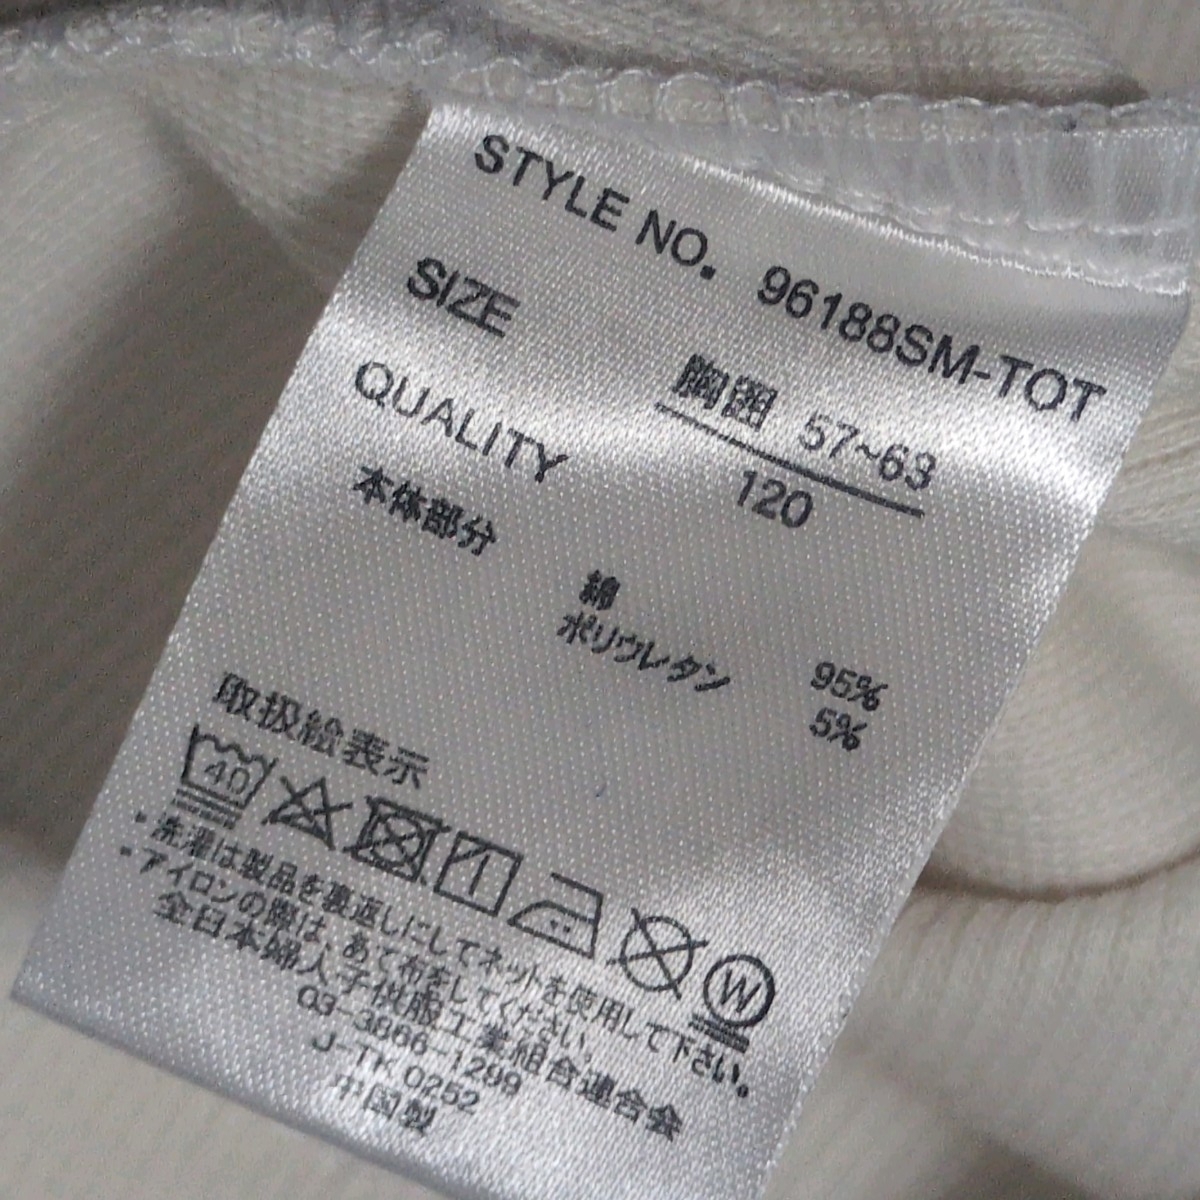 STYLE NO. 96188SM-TOT
SIZE 胸囲 57~63
120
QUALITY
本体部分
綿 95%
ポリウレタン 5%
取扱絵表示
40 W
・洗濯は製品を裏返しにしてネットを使用して下さい。
・アイロンの際は、あて布をしてください。
全日本婦人子供服工業組合連合会
03-3666-1299
J-TK 0252
中国製